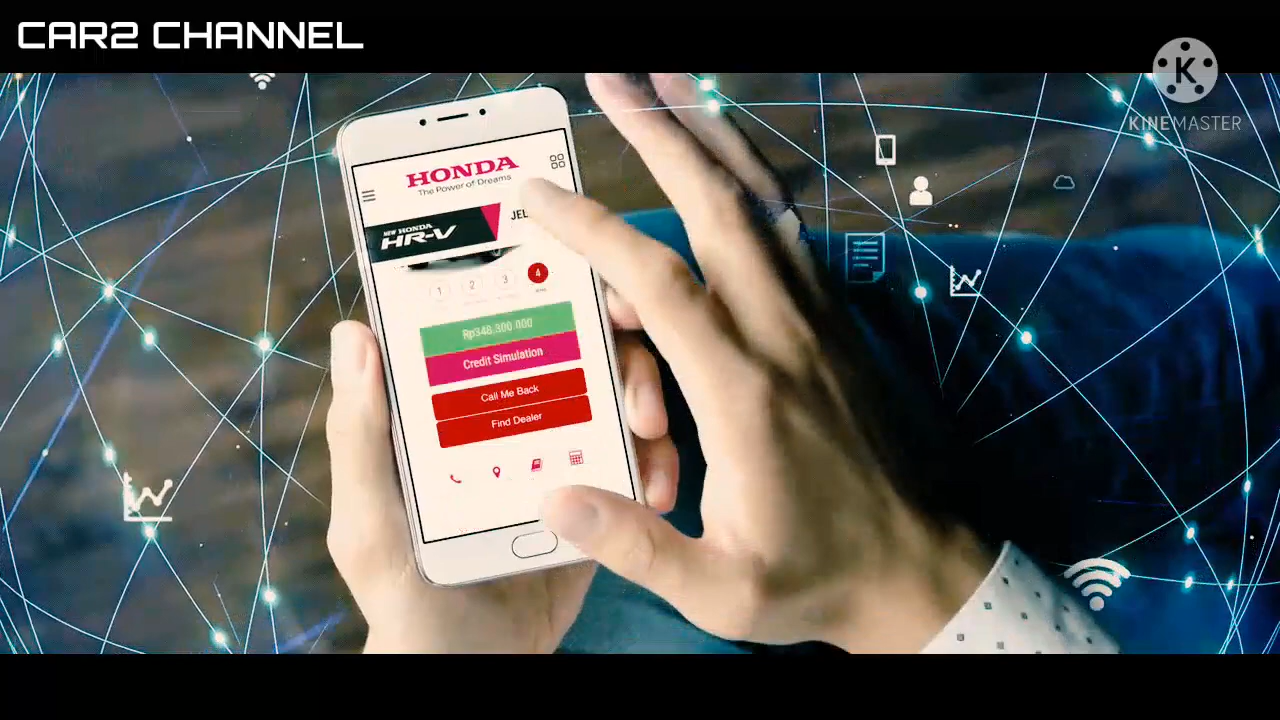 CAR2 CHANNEL
K
KINEMASTER
HONDA
The Power of Dreams
NEW HONDA
HR-V
JEL
1
2
3
4
Credit Simulation
Call Me Back
Find Dealer